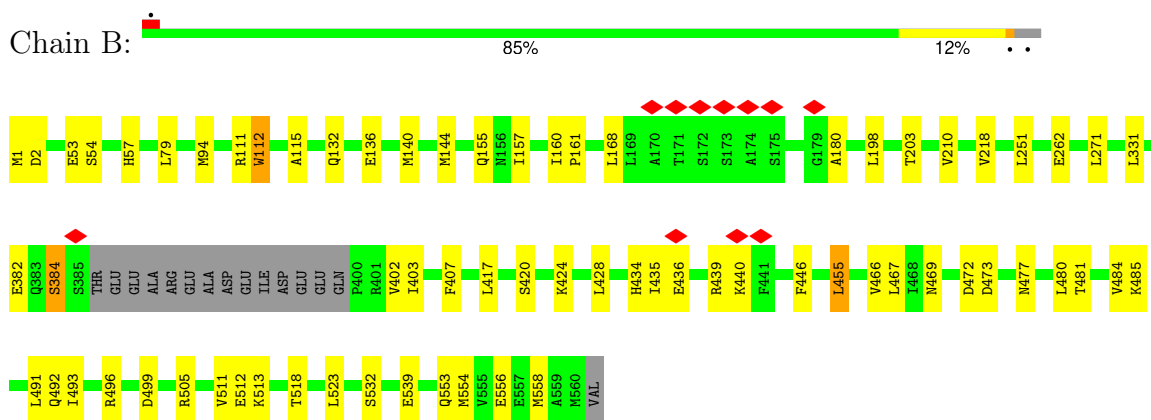 Chain B:
85% 12%
M1 D2 E53 S54 H57 L79 M94 R111 W112 A115 Q132 E136 M140 M144 Q155 N156 I157 I160 P161 L168 L169 A170 T171 S172 S173 A174 S175 G179 A180 L198 T203 V210 V218 L251 E262 L271 L331
E382 Q383 S384 S385 THR GLU GLU ALA ARG GLU ALA ASP GLU ILE ASP GLU GLU GLN P400 R401 V402 I403 F407 L417 S420 K424 L428 H434 I435 E436 R439 K440 F441 F446 L455 V466 L467 I468 N469 D472 D473 N477 L480 T481 V484 K485
L491 Q492 I493 R496 D499 R505 V511 E512 K513 T518 L523 S532 E539 Q553 M554 V555 E556 E557 M558 A559 M560 VAL